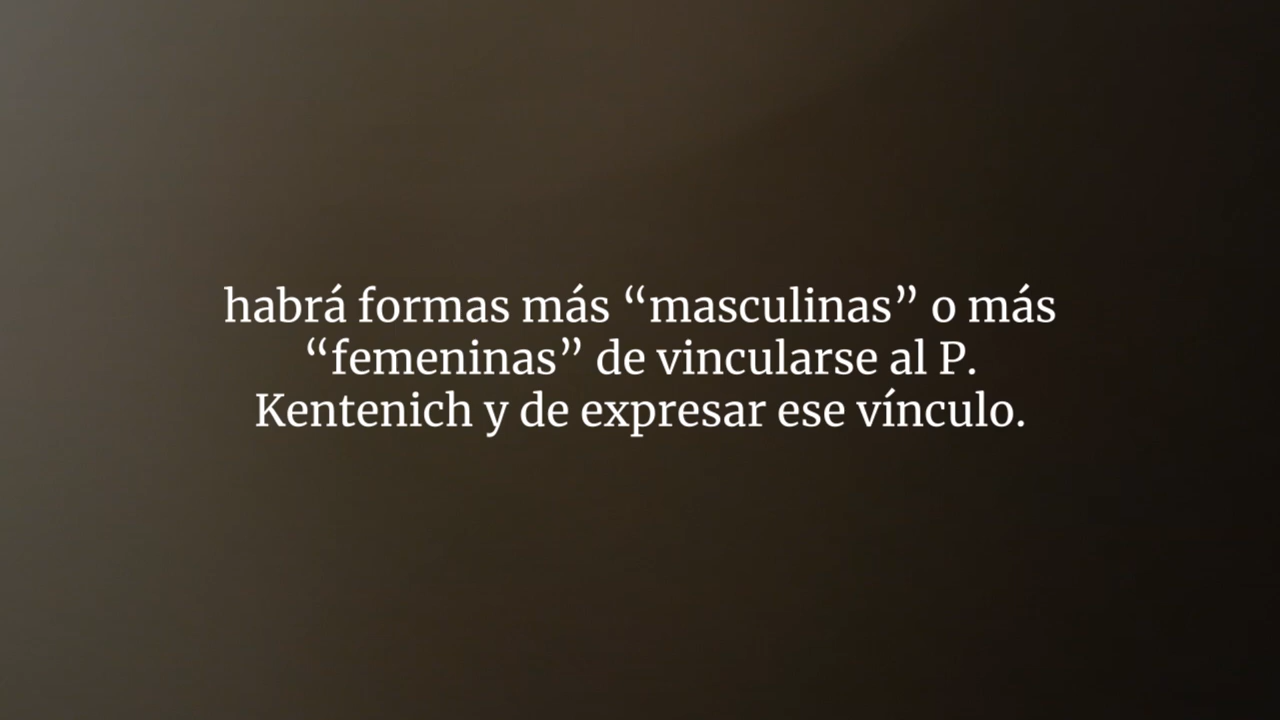 habrá formas más “masculinas” o más
“femeninas” de vincularse al P.
Kentenich y de expresar ese vínculo.